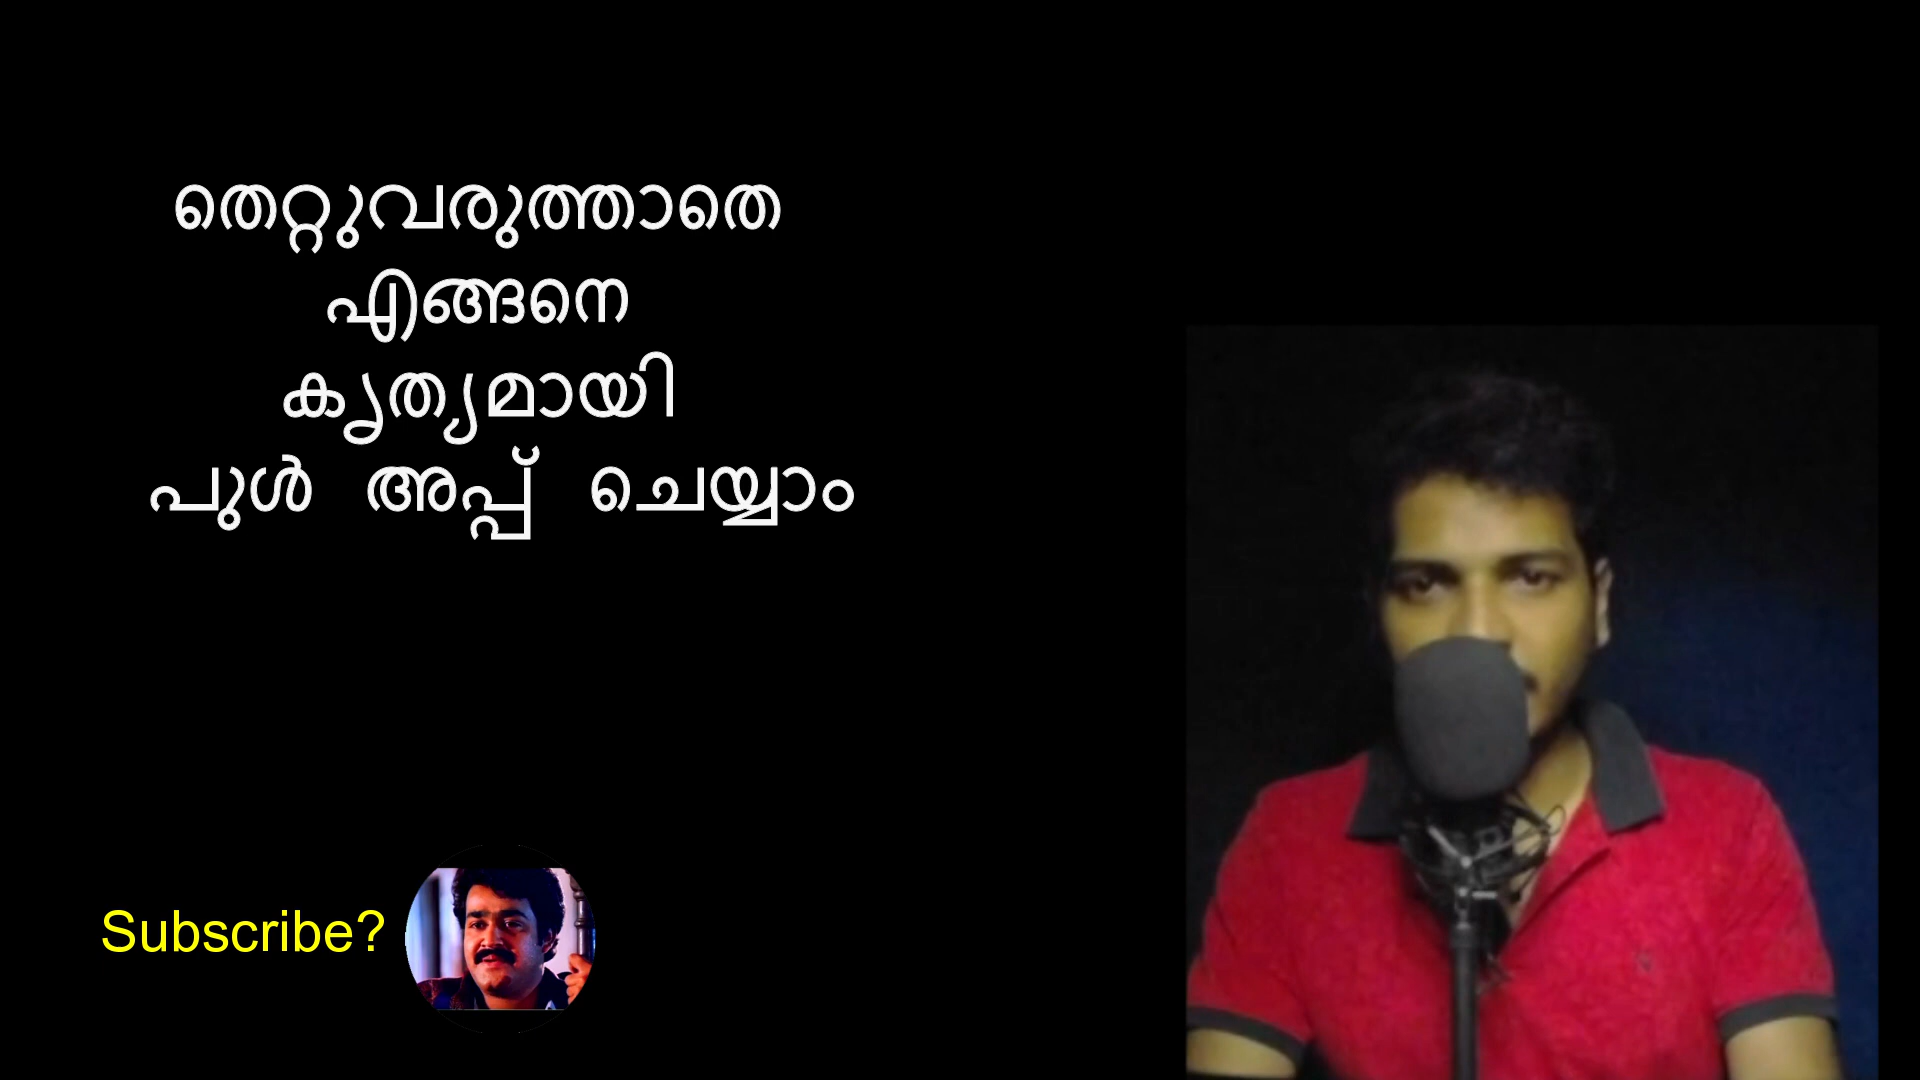 തെറ്റുവരുത്താതെ
എങ്ങനെ
കൃത്യമായി
പുൾ അപ്പ് ചെയ്യാം
Subscribe?